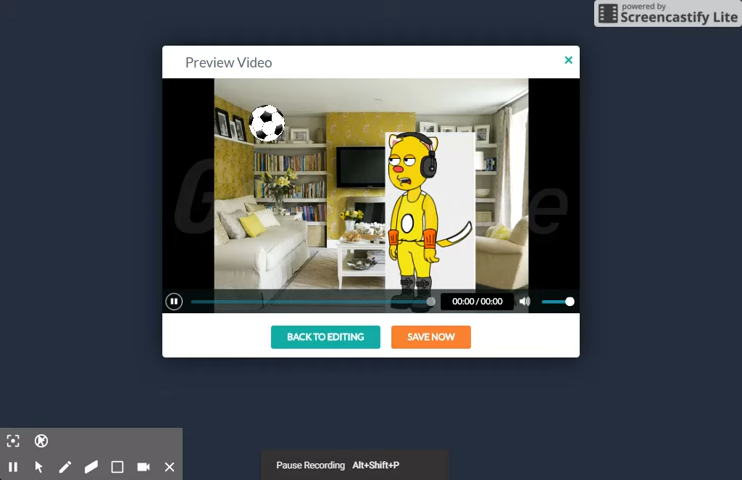 powered by
Screencastify Lite
Preview Video
×
00:00 / 00:00
BACK TO EDITING
SAVE NOW
Pause Recording Alt+Shift+P